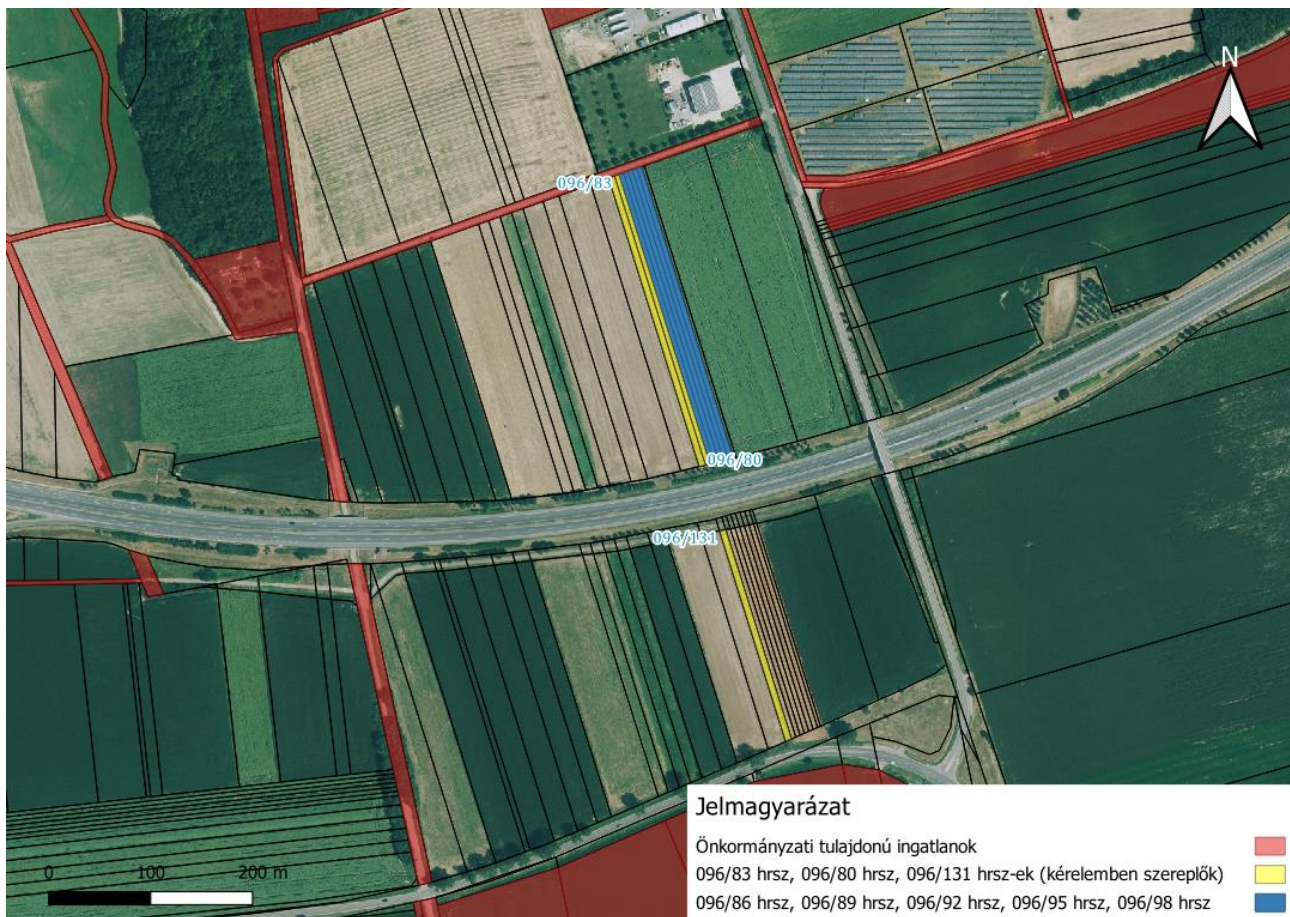 N
096/83
096/80
096/131
Jelmagyarázat
Önkormányzati tulajdonú ingatlanok
096/83 hrsz, 096/80 hrsz, 096/131 hrsz-ek (kérelemben szereplők)
096/86 hrsz, 096/89 hrsz, 096/92 hrsz, 096/95 hrsz, 096/98 hrsz
0 100 200 m